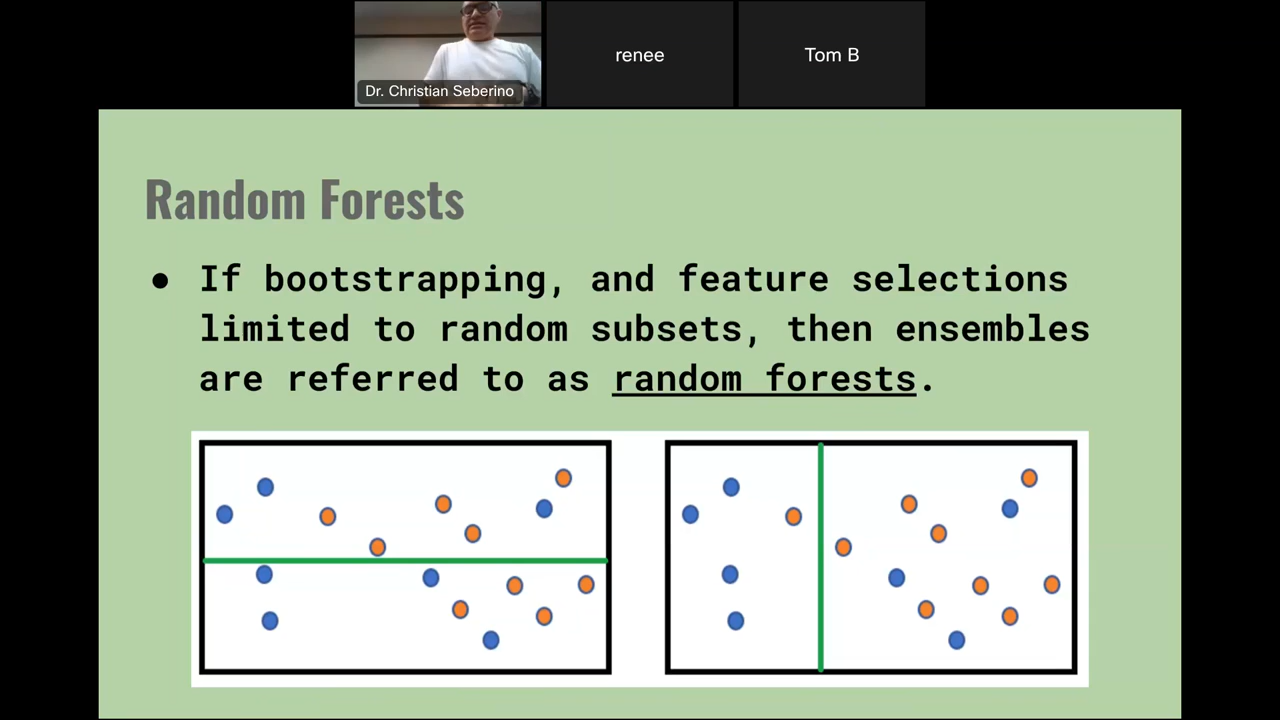 Dr. Christian Seberino
renee
Tom B
Random Forests
● If bootstrapping, and feature selections
limited to random subsets, then ensembles
are referred to as random forests.